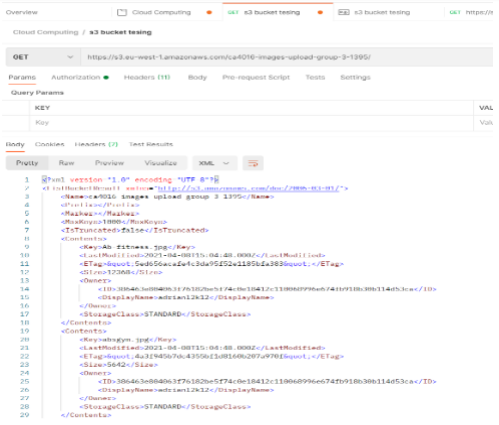 Overview
Cloud Computing
GET s3 bucket tesing
s3 bucket tesing
GET https://s
Cloud Computing / s3 bucket tesing
GET
https://s3.eu-west-1.amazonaws.com/ca4016-images-upload-group-3-1395/
Params
Authorization
Headers (11)
Body
Pre-request Script
Tests
Settings
Query Params
KEY
VAL
Key
Val
Body
Cookies
Headers (7)
Test Results
Pretty
Raw
Preview
Visualize
XML
1 <?xml version="1.0" encoding="UTF-8"?>
2 <ListBucketResult xmlns="http://s3.amazonaws.com/doc/2006-03-01/">
3 <Name>ca4016-images-upload-group-3-1395</Name>
4 <Prefix></Prefix>
5 <Marker></Marker>
6 <MaxKeys>1000</MaxKeys>
7 <IsTruncated>false</IsTruncated>
8 <Contents>
9 <Key>Ab-fitness.jpg</Key>
10 <LastModified>2021-04-08T15:04:48.000Z</LastModified>
11 <ETag>&quot;</ETag>
12 <Size>12368</Size>
13 <Owner>
14 <ID></ID>
15 <DisplayName>adrian12k12</DisplayName>
16 </Owner>
17 <StorageClass>STANDARD</StorageClass>
18 </Contents>
19 <Contents>
20 <Key>absgym.jpg</Key>
21 <LastModified>2021-04-08T15:04:48.000Z</LastModified>
22 <ETag>&quot;</ETag>
23 <Size>5642</Size>
24 <Owner>
25 <ID></ID>
26 <DisplayName>adrian12k12</DisplayName>
27 </Owner>
28 <StorageClass>STANDARD</StorageClass>
29 </Contents>